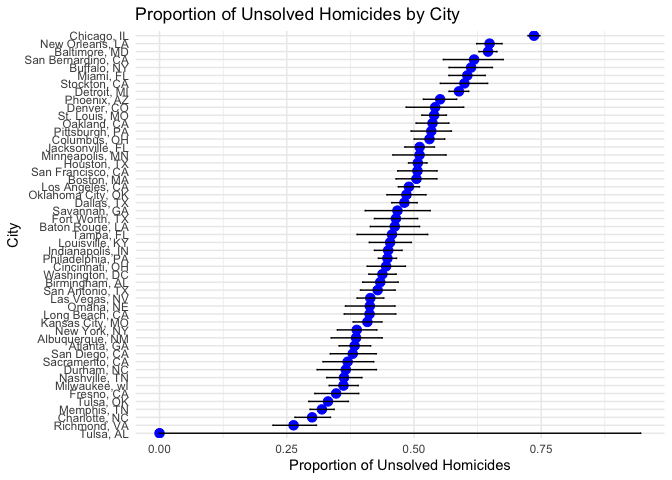 Proportion of Unsolved Homicides by City
Chicago, IL
New Orleans, LA
Baltimore, MD
San Bernardino, CA
Buffalo, NY
Miami, FL
Stockton, CA
Detroit, MI
Phoenix, AZ
Denver, CO
St. Louis, MO
Oakland, CA
Pittsburgh, PA
Columbus, OH
Jacksonville, FL
Minneapolis, MN
Houston, TX
San Francisco, CA
Boston, MA
Los Angeles, CA
Oklahoma City, OK
Dallas, TX
Savannah, GA
Fort Worth, TX
Baton Rouge, LA
Tampa, FL
Louisville, KY
Indianapolis, IN
Philadelphia, PA
Cincinnati, OH
Washington, DC
Birmingham, AL
San Antonio, TX
Las Vegas, NV
Omaha, NE
Long Beach, CA
Kansas City, MO
New York, NY
Albuquerque, NM
Atlanta, GA
San Diego, CA
Sacramento, CA
Durham, NC
Nashville, TN
Milwaukee, wI
Fresno, CA
Tulsa, OK
Memphis, TN
Charlotte, NC
Richmond, VA
Tulsa, AL
City
0.00 0.25 0.50 0.75
Proportion of Unsolved Homicides